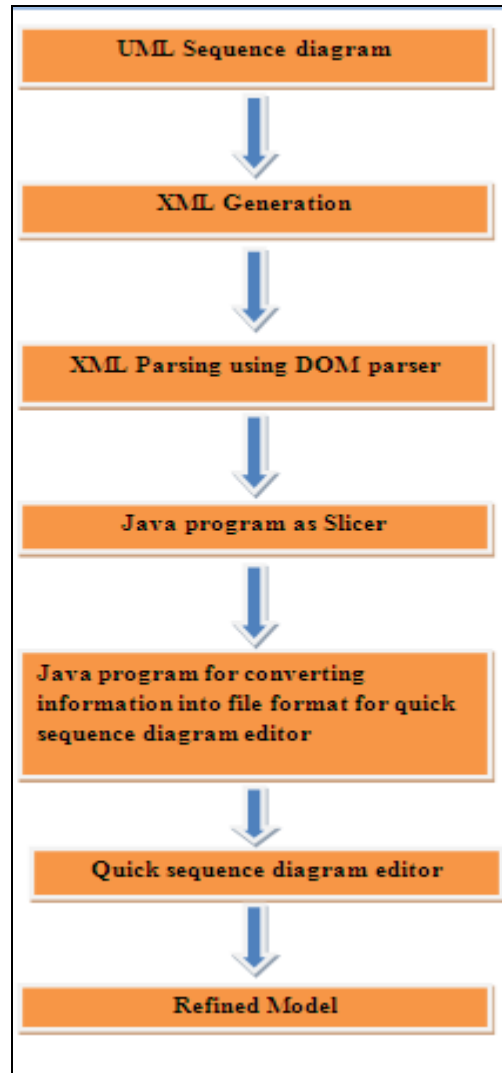 UML Sequence diagram
XML Generation
XML Parsing using DOM parser
Java program as Slicer
Java program for converting
information into file format for quick
sequence diagram editor
Quick sequence diagram editor
Refined Model